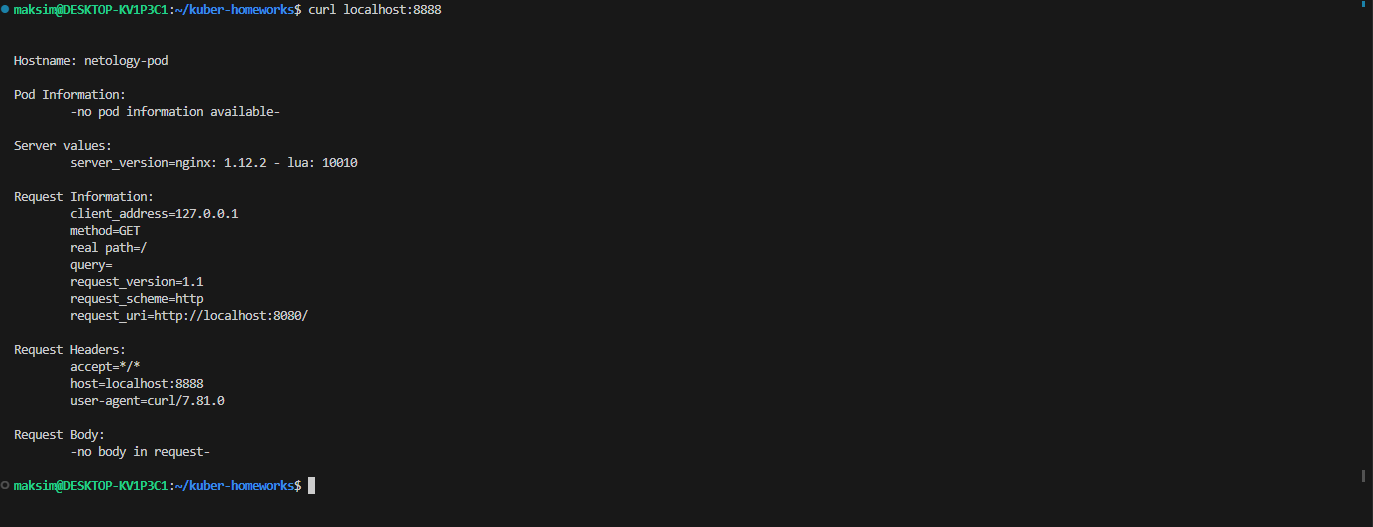 maksim@DESKTOP-KV1P3C1:~/kuber-homeworks$ curl localhost:8888
Hostname: netology-pod
Pod Information:
-no pod information available-
Server values:
server_version=nginx: 1.12.2 - lua: 10010
Request Information:
client_address=127.0.0.1
method=GET
real path=/
query=
request_version=1.1
request_scheme=http
request_uri=http://localhost:8080/
Request Headers:
accept=*/*
host=localhost:8888
user-agent=curl/7.81.0
Request Body:
-no body in request-
maksim@DESKTOP-KV1P3C1:~/kuber-homeworks$